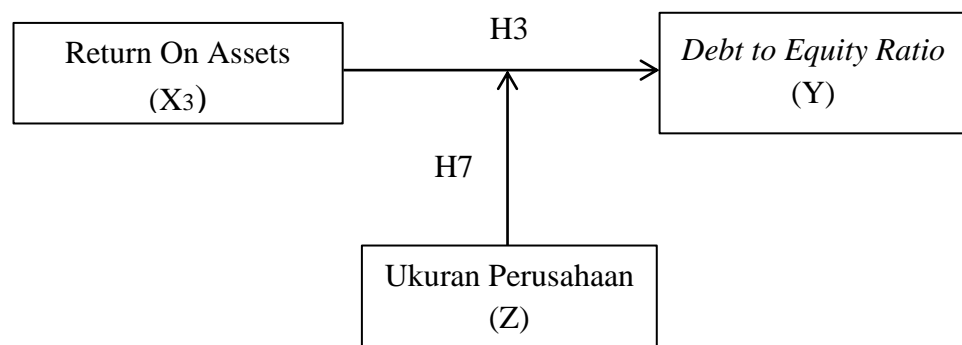 H3
Return On Assets
(X3)
Debt to Equity Ratio
(Y)
H7
Ukuran Perusahaan
(Z)